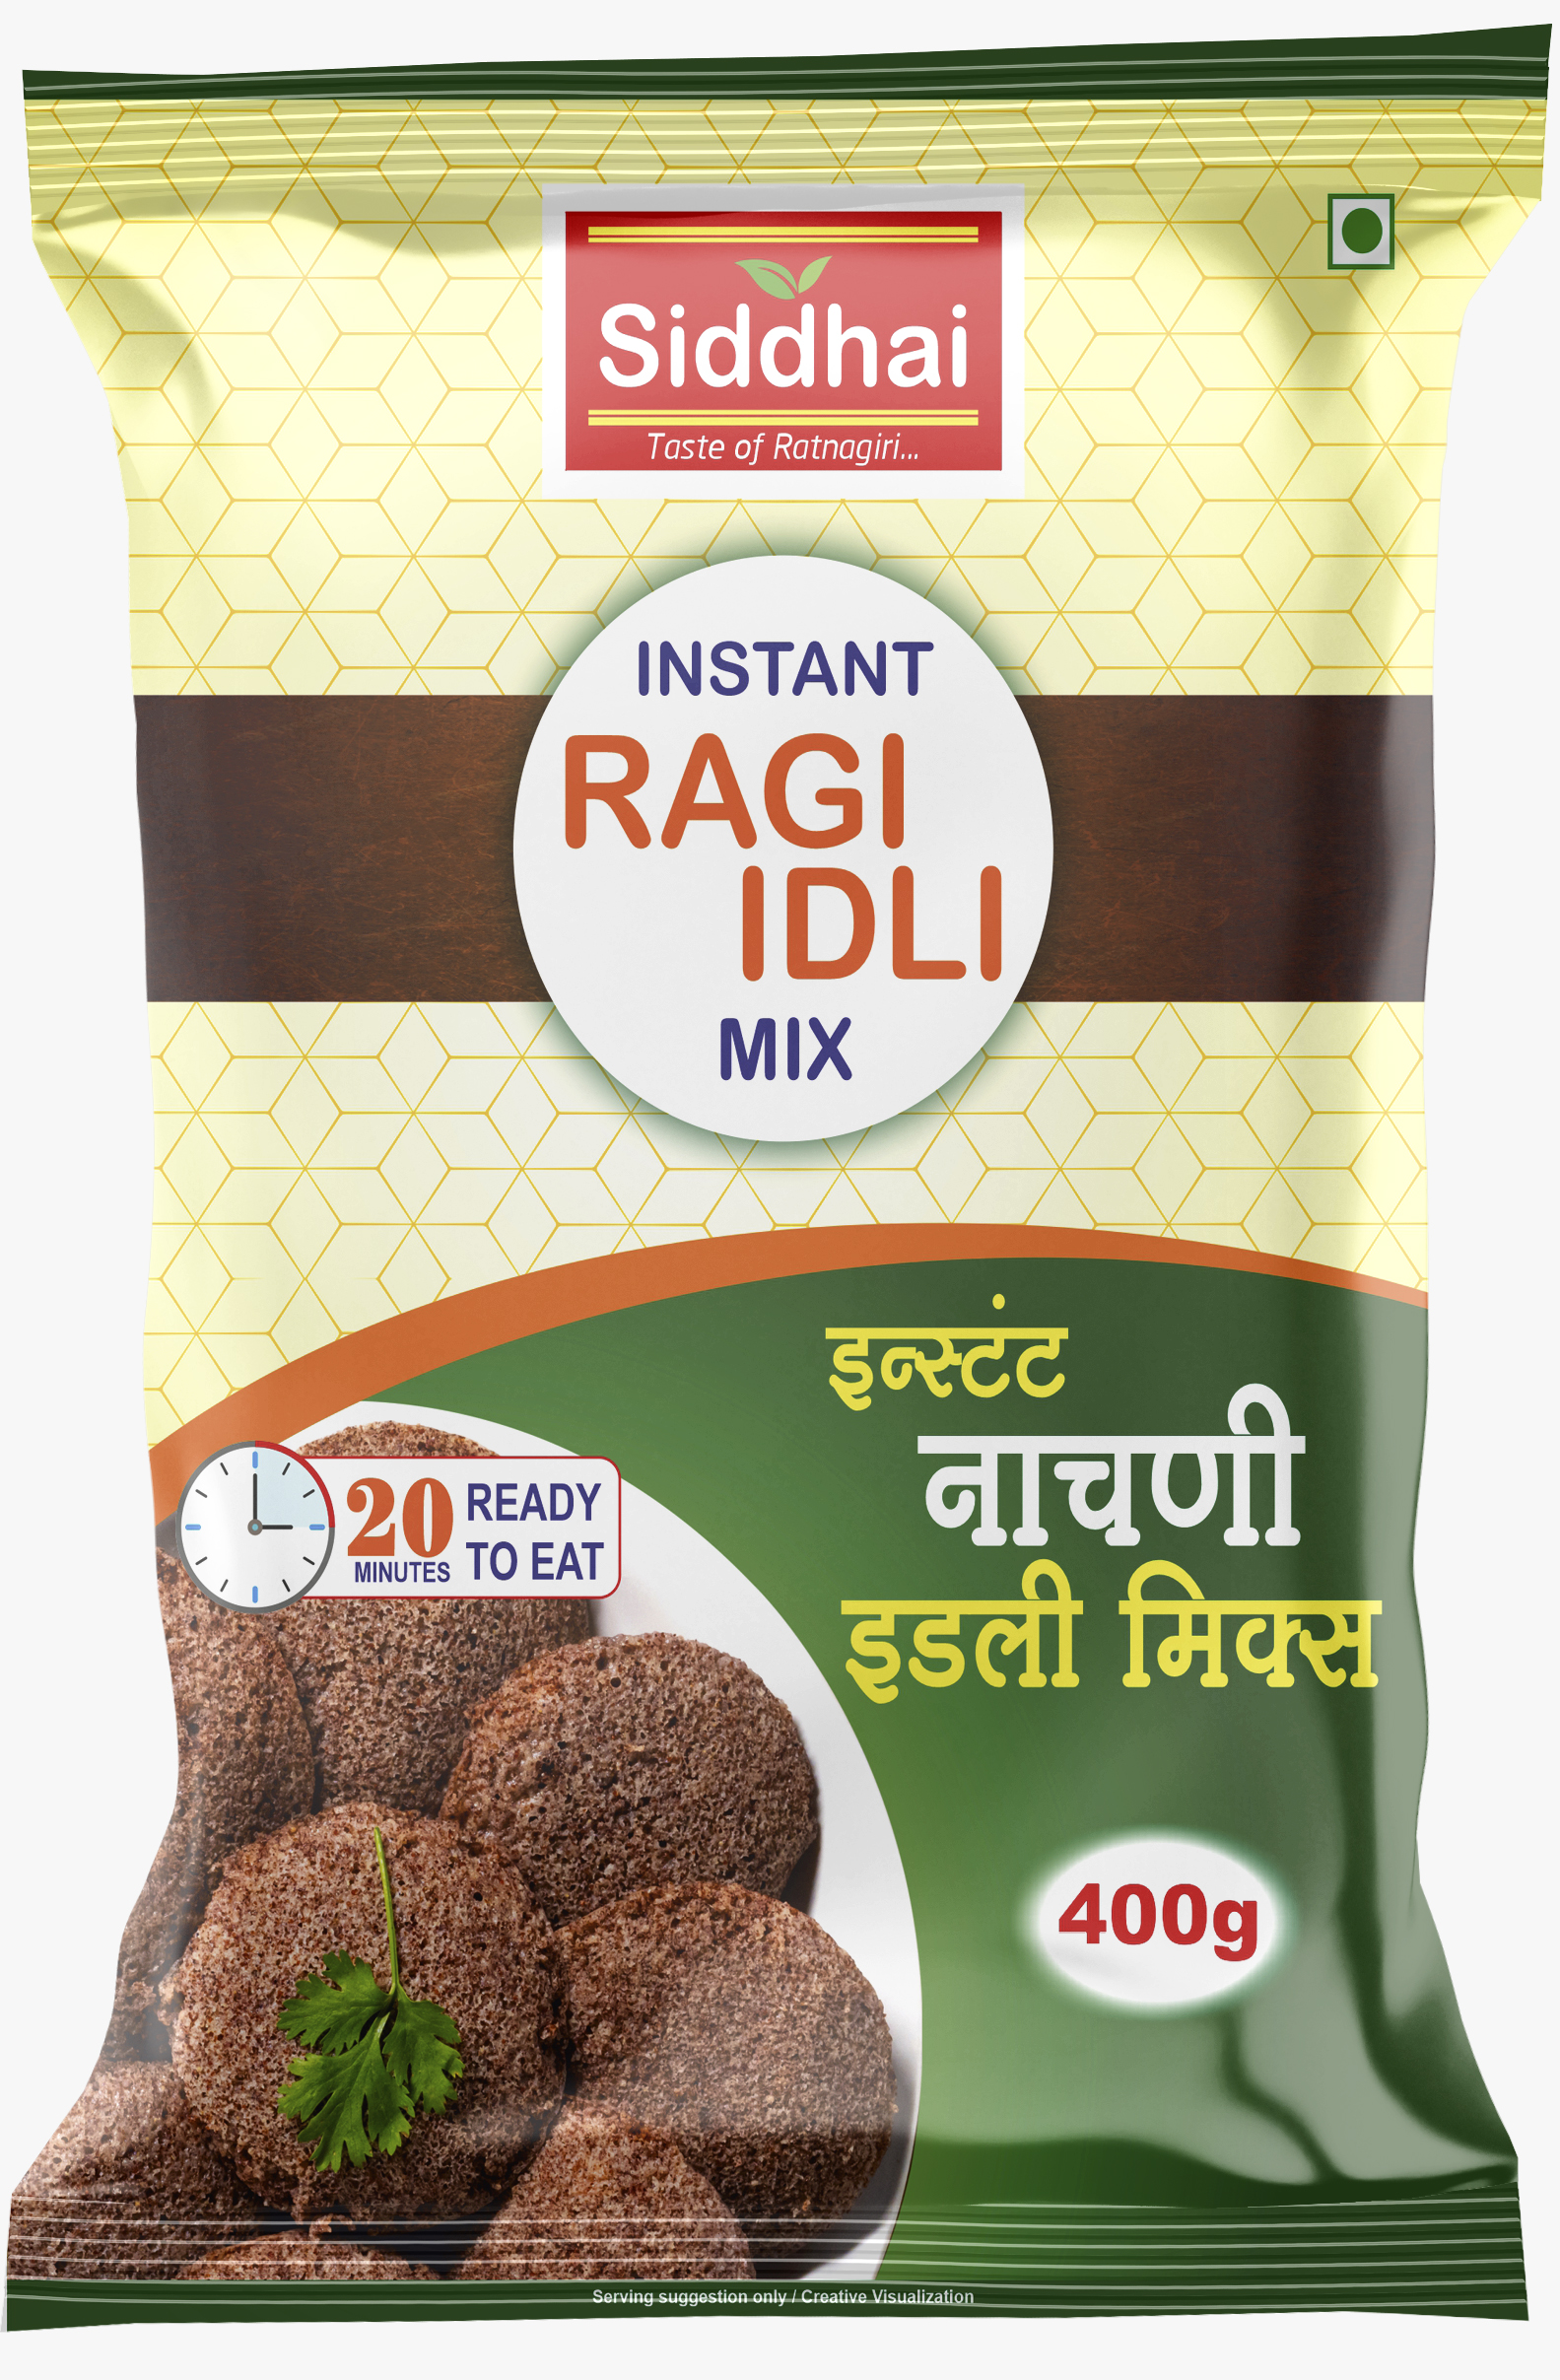 Siddhai
Taste of Ratnagiri...
INSTANT
RAGI
IDLI
MIX
इन्स्टंट
नाचणी
इडली मिक्स
20
MINUTES
READY
TO EAT
400g
Serving suggestion only / Creative Visualization